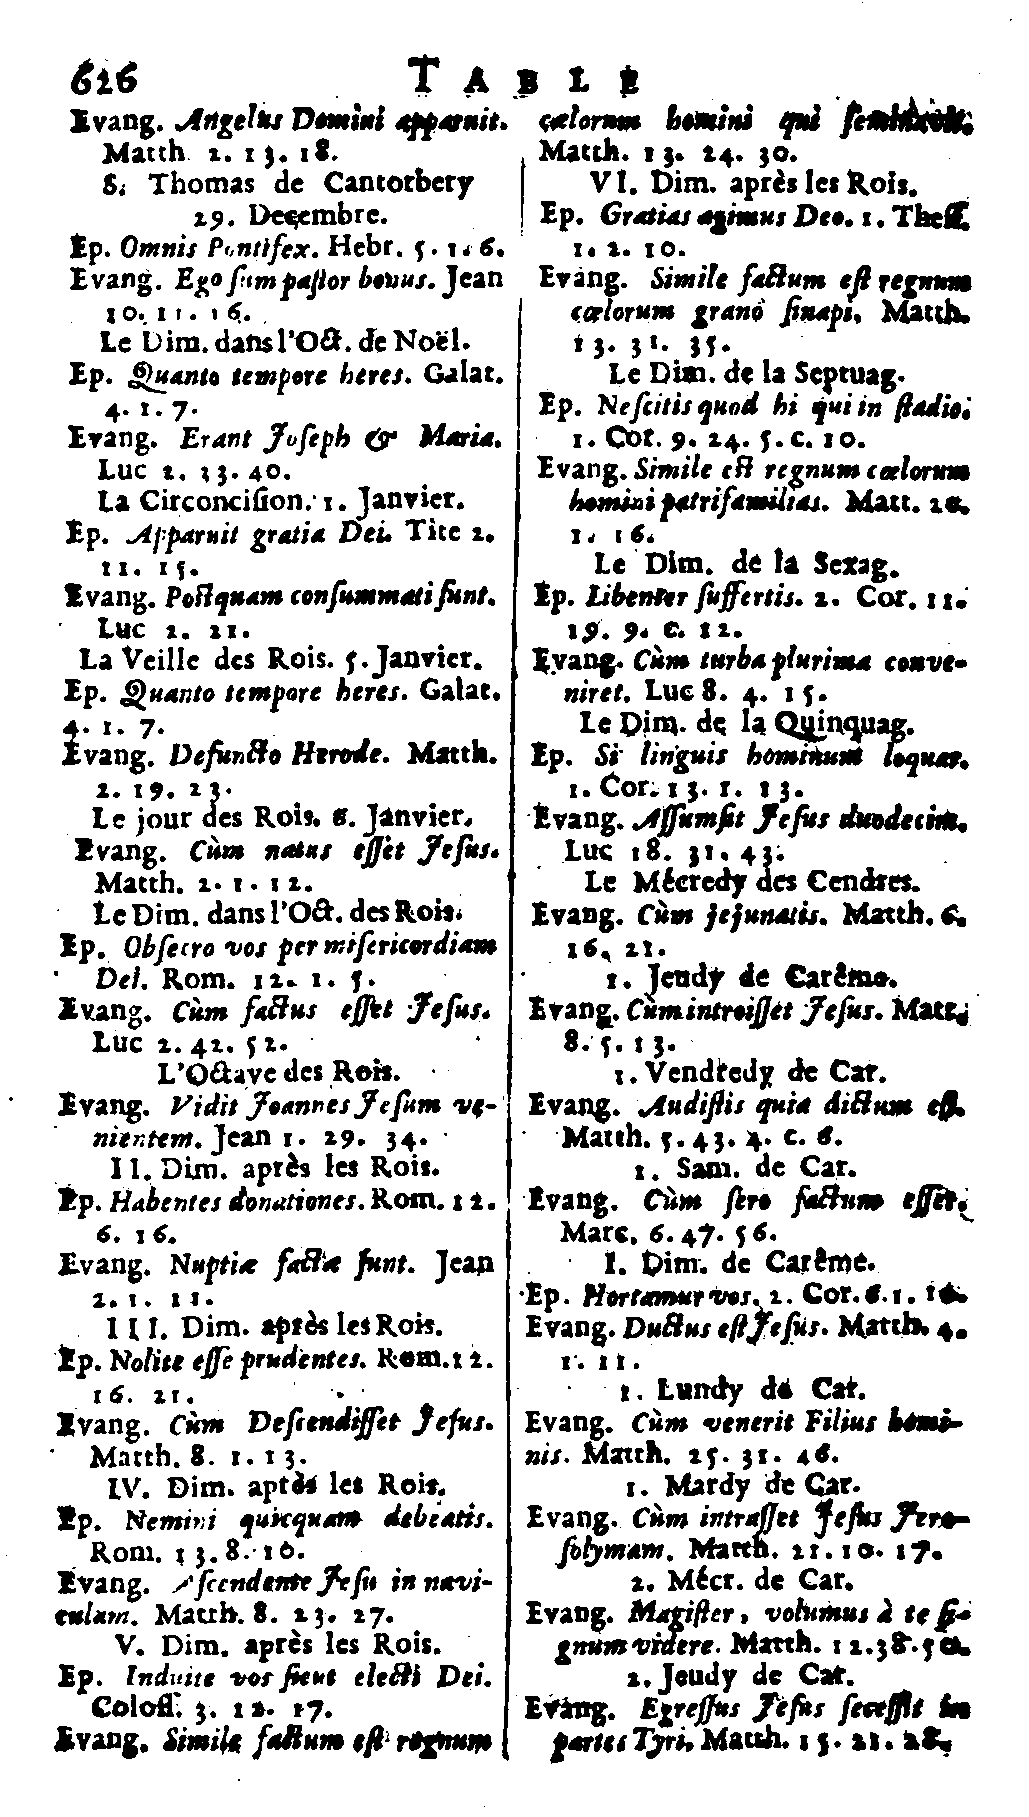 626 TABLE
Evang. Angelus Domini apparuit.
Matth. 2. 13. 18.
S. Thomas de Cantorbery
29. Decembre.
Ep. Omnis Pontifex. Hebr. 5. 1. 6.
Evang. Ego ſum paſtor bonus. Jean
10. 11. 16.
Le Dim. dans l'Oct. de Noël.
Ep. Quanto tempore heres. Galat.
4. 1. 7.
Evang. Erant Joſeph & Maria.
Luc 2. 33. 40.
La Circonciſion. 1. Janvier.
Ep. Apparuit gratia Dei. Tite 2.
11. 15.
Evang. Poſtquam conſummati ſunt.
Luc 2. 21.
La Veille des Rois. 5. Janvier.
Ep. Quanto tempore heres. Galat.
4. 1. 7.
Evang. Defuncto Herode. Matth.
2. 19. 23.
Le jour des Rois. 6. Janvier.
Evang. Cùm natus eſſet Jeſus.
Matth. 2. 1. 12.
Le Dim. dans l'Oct. des Rois.
Ep. Obſecro vos per miſericordiam
Dei. Rom. 12. 1. 5.
Evang. Cùm factus eſſet Jeſus.
Luc 2. 42. 52.
L'Octave des Rois.
Evang. Vidit Joannes Jeſum ve-
nientem. Jean 1. 29. 34.
II. Dim. après les Rois.
Ep. Habentes donationes. Rom. 12.
6. 16.
Evang. Nuptiæ factæ ſunt. Jean
2. 1. 11.
III. Dim. après les Rois.
Ep. Nolite eſſe prudentes. Rom. 12.
16. 21.
Evang. Cùm Deſcendiſſet Jeſus.
Matth. 8. 1. 13.
IV. Dim. après les Rois.
Ep. Nemini quicquam debeatis.
Rom. 13. 8. 10.
Evang. Aſcendente Jeſu in navi-
culam. Matth. 8. 23. 27.
V. Dim. après les Rois.
Ep. Induite vos ſicut electi Dei.
Coloſſ. 3. 12. 17.
Evang. Simile factum eſt regnum
cælorum homini qui ſeminavit.
Matth. 13. 24. 30.
VI. Dim. après les Rois.
Ep. Gratias agimus Deo. 1. Theſſ.
1. 2. 10.
Evang. Simile factum eſt regnum
cælorum grano ſinapi. Matth.
13. 31. 35.
Le Dim. de la Septuag.
Ep. Neſcitis quod hi qui in ſtadio.
1. Cor. 9. 24. 5. c. 10.
Evang. Simile eſt regnum cælorum
homini patrifamilias. Matt. 20.
1. 16.
Le Dim. de la Sexag.
Ep. Libenter ſuffertis. 2. Cor. 11.
19. 9. c. 12.
Evang. Cùm turba plurima conve-
niret. Luc 8. 4. 15.
Le Dim. de la Quinquag.
Ep. Si linguis hominum loquar.
1. Cor. 13. 1. 13.
Evang. Aſſumſit Jeſus duodecim.
Luc 18. 31. 43.
Le Mécredy des Cendres.
Evang. Cùm jejunatis. Matth. 6.
16. 21.
1. Jeudy de Carême.
Evang. Cùm introiſſet Jeſus. Matt.
8. 5. 13.
1. Vendredy de Car.
Evang. Audiſtis quia dictum eſt.
Matth. 5. 43. 4. c. 6.
1. Sam. de Car.
Evang. Cùm ſero factum eſſet.
Marc. 6. 47. 56.
I. Dim. de Carême.
Ep. Hortamur vos. 2. Cor. 6. 1. 10.
Evang. Ductus eſt Jeſus. Matth. 4.
1. 11.
1. Lundy de Car.
Evang. Cùm venerit Filius homi-
nis. Matth. 25. 31. 46.
1. Mardy de Car.
Evang. Cùm intraſſet Jeſus Jero-
ſolymam. Matth. 21. 10. 17.
2. Mécr. de Car.
Evang. Magiſter, volumus à te ſi-
gnum videre. Matth. 12. 38. 50.
2. Jeudy de Car.
Evang. Egreſſus Jeſus ſeceſſit in
partes Tyri. Matth. 15. 21. 28.